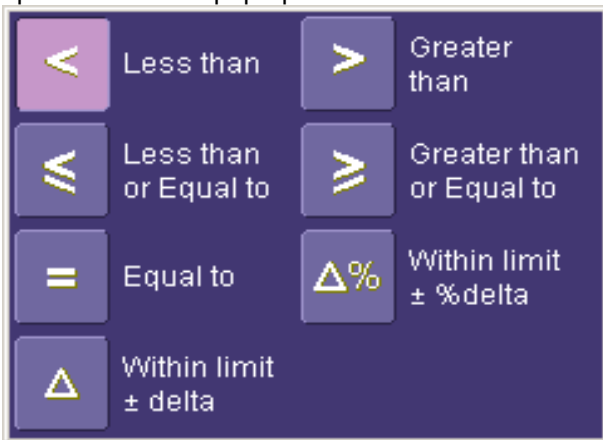 <
Less than
>
Greater
than
≤
Less than
or Equal to
≥
Greater than
or Equal to
=
Equal to
Δ%
Within limit
± %delta
Δ
Within limit
± delta